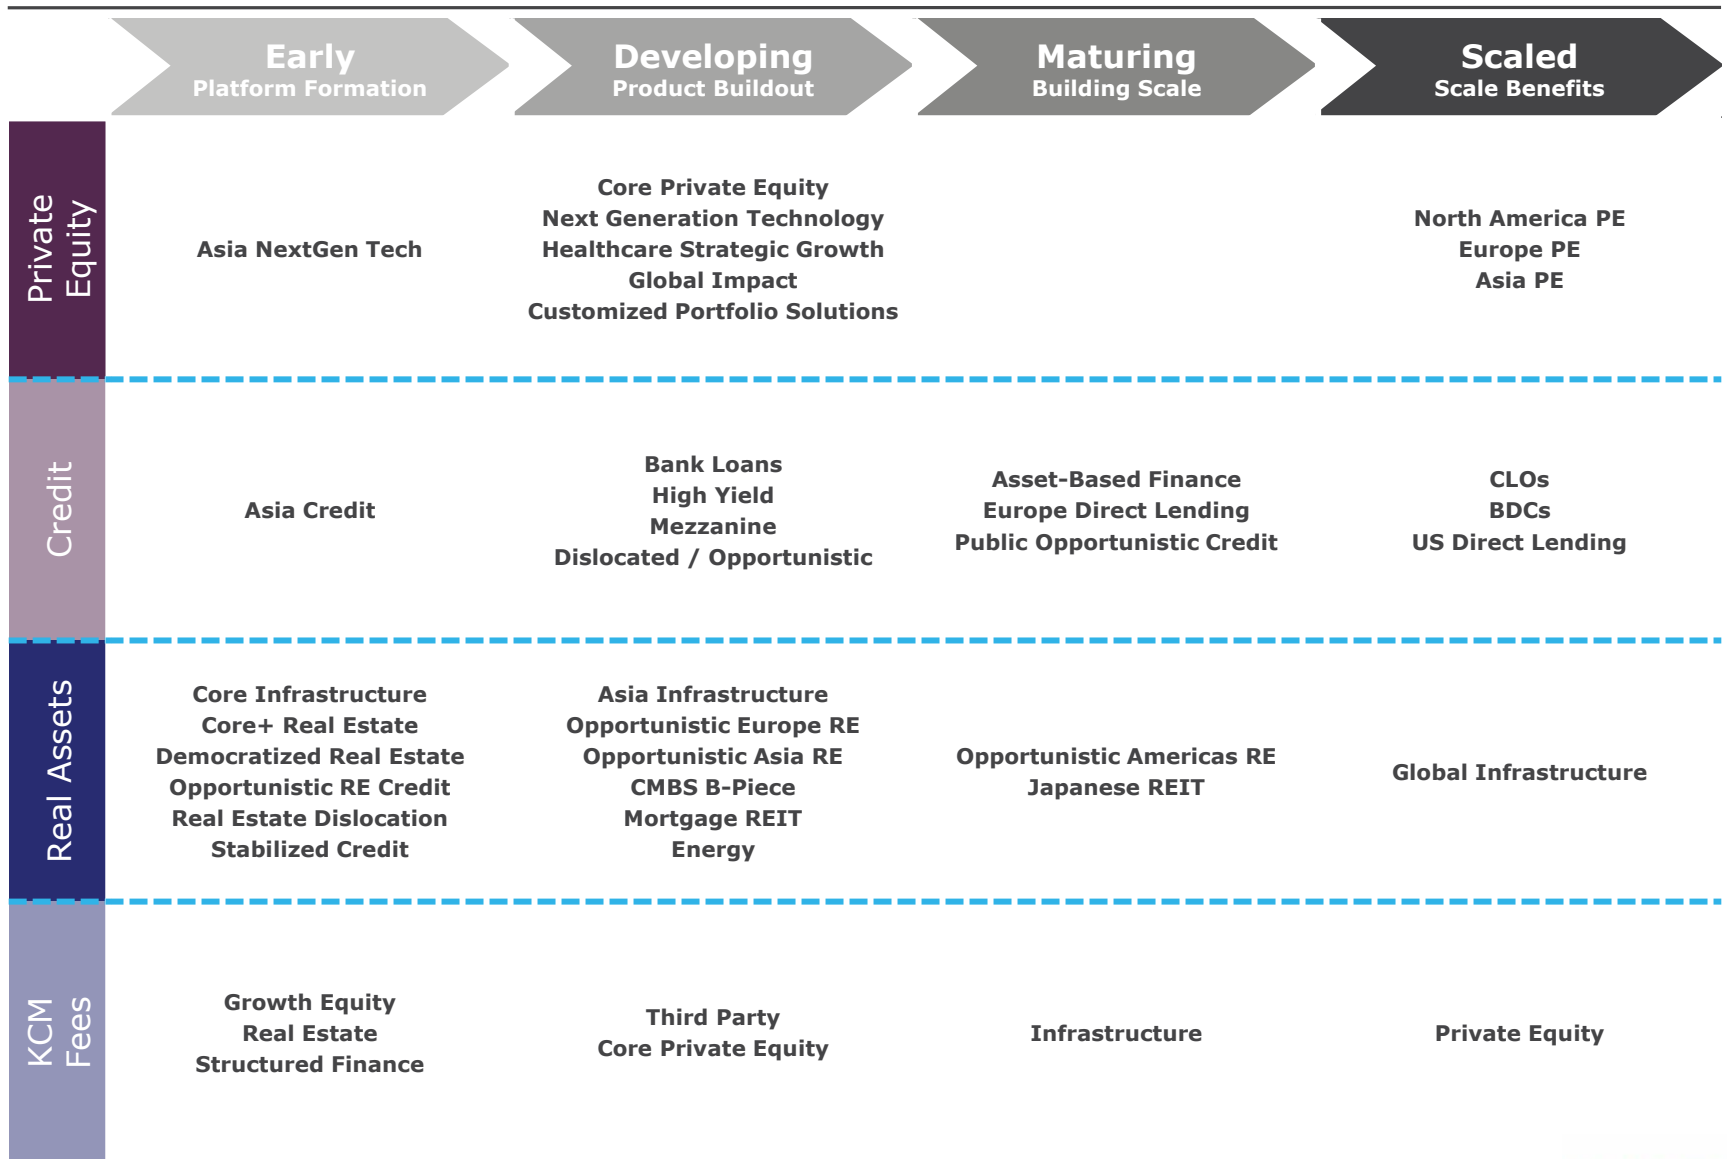 Early
Platform Formation
Developing
Product Buildout
Maturing
Building Scale
Scaled
Scale Benefits
Private
Equity
Asia NextGen Tech
Core Private Equity
Next Generation Technology
Healthcare Strategic Growth
Global Impact
Customized Portfolio Solutions
North America PE
Europe PE
Asia PE
Credit
Asia Credit
Bank Loans
High Yield
Mezzanine
Dislocated / Opportunistic
Asset-Based Finance
Europe Direct Lending
Public Opportunistic Credit
CLOs
BDCs
US Direct Lending
Real Assets
Core Infrastructure
Core+ Real Estate
Democratized Real Estate
Opportunistic RE Credit
Real Estate Dislocation
Stabilized Credit
Asia Infrastructure
Opportunistic Europe RE
Opportunistic Asia RE
CMBS B-Piece
Mortgage REIT
Energy
Opportunistic Americas RE
Japanese REIT
Global Infrastructure
KCM
Fees
Growth Equity
Real Estate
Structured Finance
Third Party
Core Private Equity
Infrastructure
Private Equity